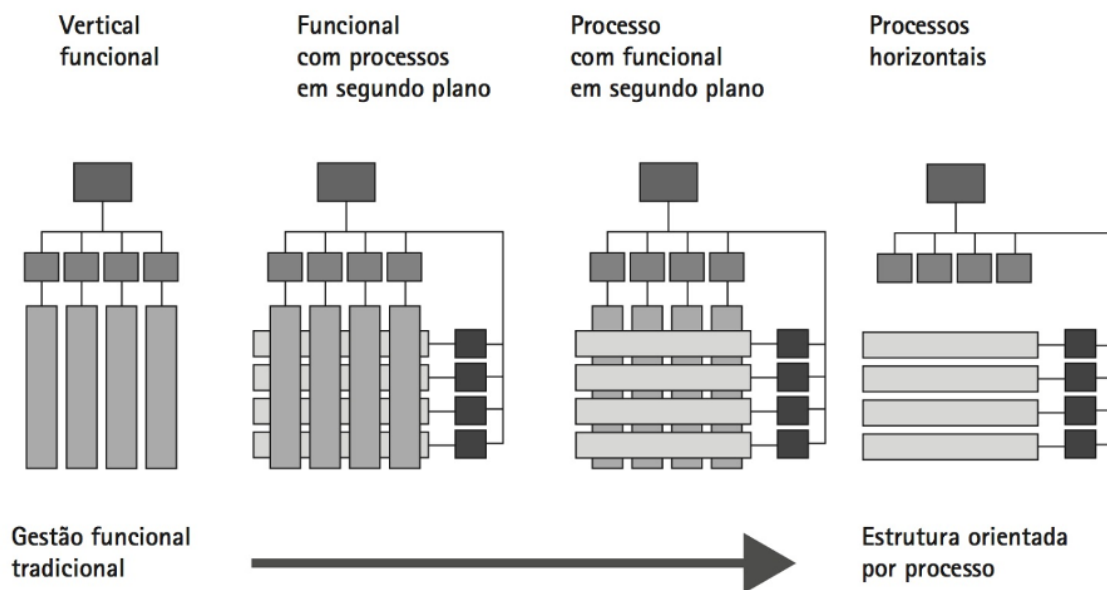 Vertical
funcional
Funcional
com processos
em segundo plano
Processo
com funcional
em segundo plano
Processos
horizontais
Gestão funcional
tradicional
Estrutura orientada
por processo